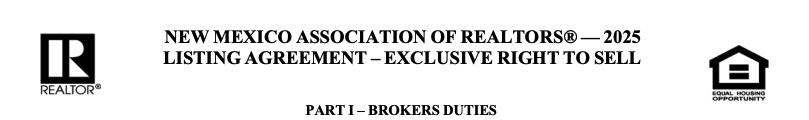 NEW MEXICO ASSOCIATION OF REALTORS® — 2025
LISTING AGREEMENT – EXCLUSIVE RIGHT TO SELL
R
REALTOR®
EQUAL HOUSING
OPPORTUNITY
PART I – BROKERS DUTIES